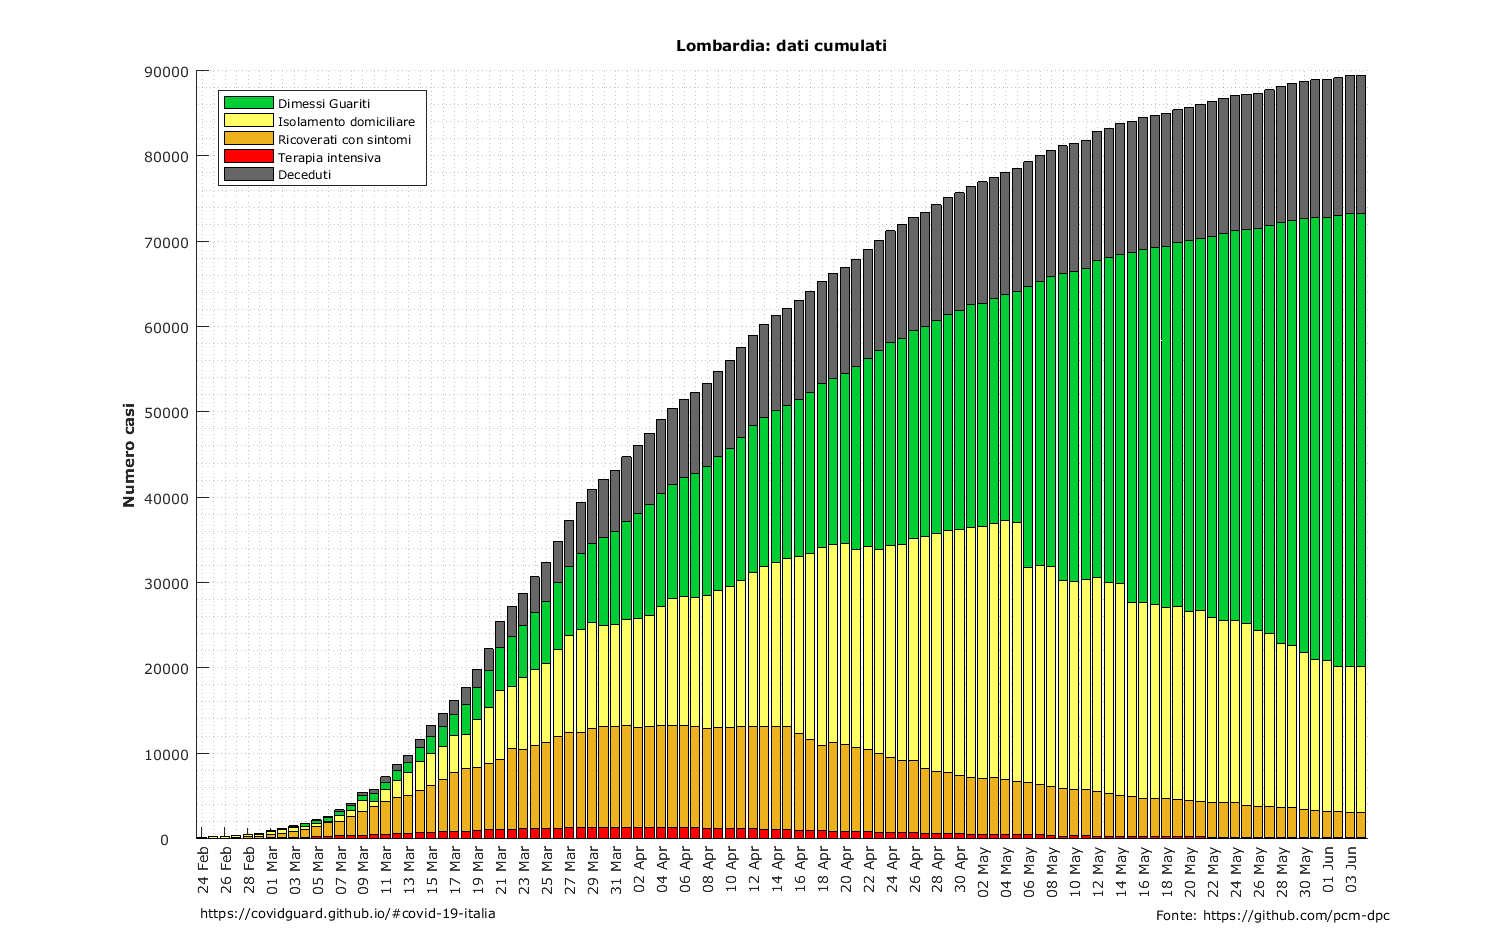 Lombardia: dati cumulati
90000
80000
70000
60000
50000
40000
30000
20000
10000
0
Numero casi
Dimessi Guariti
Isolamento domiciliare
Ricoverati con sintomi
Terapia intensiva
Deceduti
24 Feb
26 Feb
28 Feb
01 Mar
03 Mar
05 Mar
07 Mar
09 Mar
11 Mar
13 Mar
15 Mar
17 Mar
19 Mar
21 Mar
23 Mar
25 Mar
27 Mar
29 Mar
31 Mar
02 Apr
04 Apr
06 Apr
08 Apr
10 Apr
12 Apr
14 Apr
16 Apr
18 Apr
20 Apr
22 Apr
24 Apr
26 Apr
28 Apr
30 Apr
02 May
04 May
06 May
08 May
10 May
12 May
14 May
16 May
18 May
20 May
22 May
24 May
26 May
28 May
30 May
01 Jun
03 Jun
https://covidguard.github.io/#covid-19-italia
Fonte: https://github.com/pcm-dpc